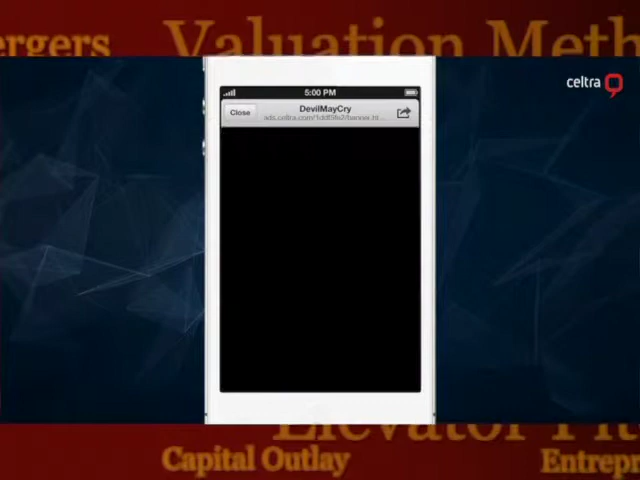 ergers
Valuation Meth
celtra
5:00 PM
DevilMayCry
Close
Capital Outlay
Entrepr